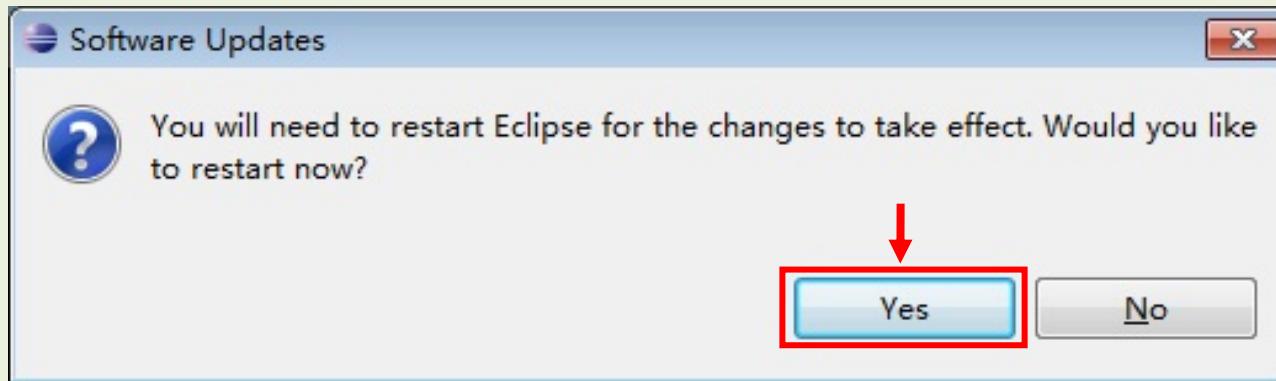 Software Updates
You will need to restart Eclipse for the changes to take effect. Would you like
to restart now?
Yes
No